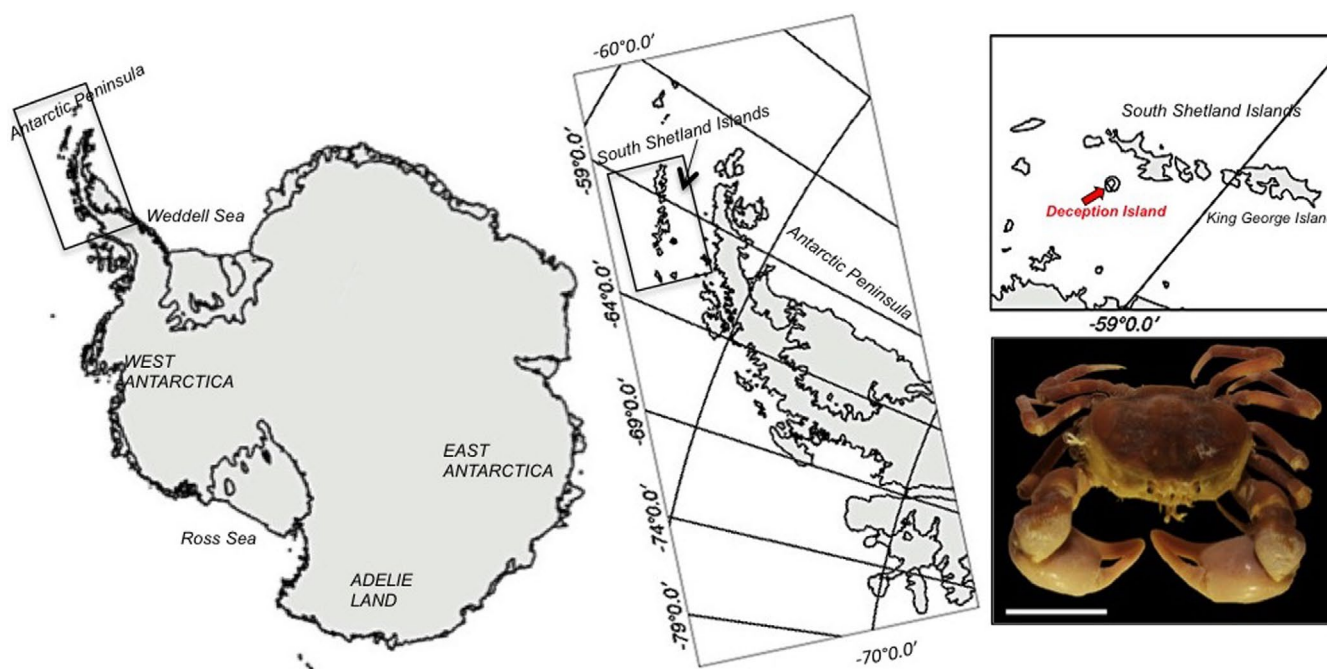 Antarctic Peninsula
Weddell Sea
WEST
ANTARCTICA
EAST
ANTARCTICA
Ross Sea
ADELIE
LAND
-60°0.0'
-59°0.0'
South Shetland Islands
Antarctic Peninsula
-64°0.0'
-69°0.0'
-74°0.0'
-79°0.0'
-70°0.0'
South Shetland Islands
Deception Island
King George Islan
-59°0.0'